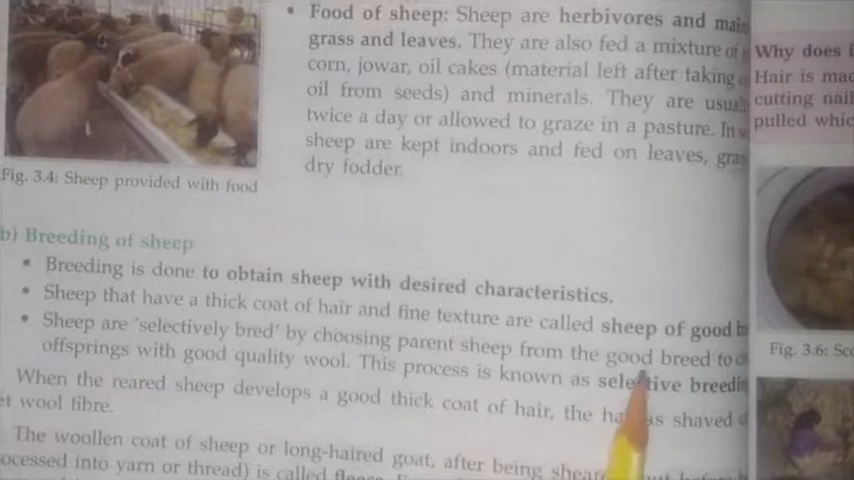 • Food of sheep: Sheep are herbivores and
grass and leaves. They are also fed a mixture of
corn, jowar, oil cakes (material left after taking
oil from seeds) and minerals. They are
twice a day or allowed to graze in a pasture. In
sheep are kept indoors and fed on leaves,
dry fodder.
Fig. 3.4: Sheep provided with food
b) Breeding of sheep
• Breeding is done to obtain sheep with desired characteristics.
• Sheep that have a thick coat of hair and fine texture are called sheep of good
• Sheep are 'selectively bred' by choosing parent sheep from the good breed to
offsprings with good quality wool. This process is known as selective
When the reared sheep develops a good thick coat of hair, the is shaved
wool fibre.
The woollen coat of sheep or long-haired goat, after being
into yarn or thread) is called
Why does
Hair is
cutting
pulled
Fig. 3.6: